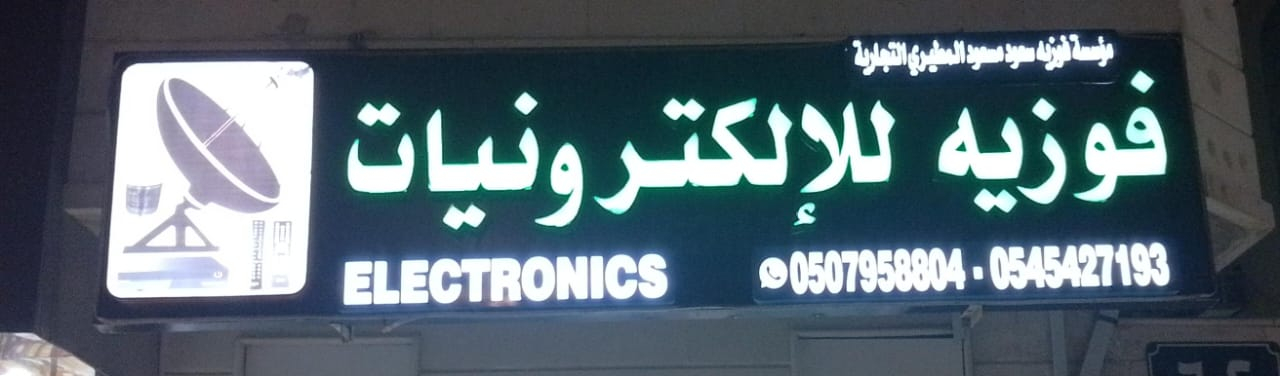 مؤسسة فوزيه سعود مسعود المطيري التجارية
فوزيه للإلكترونيات
ELECTRONICS 0507958804 - 0545427193